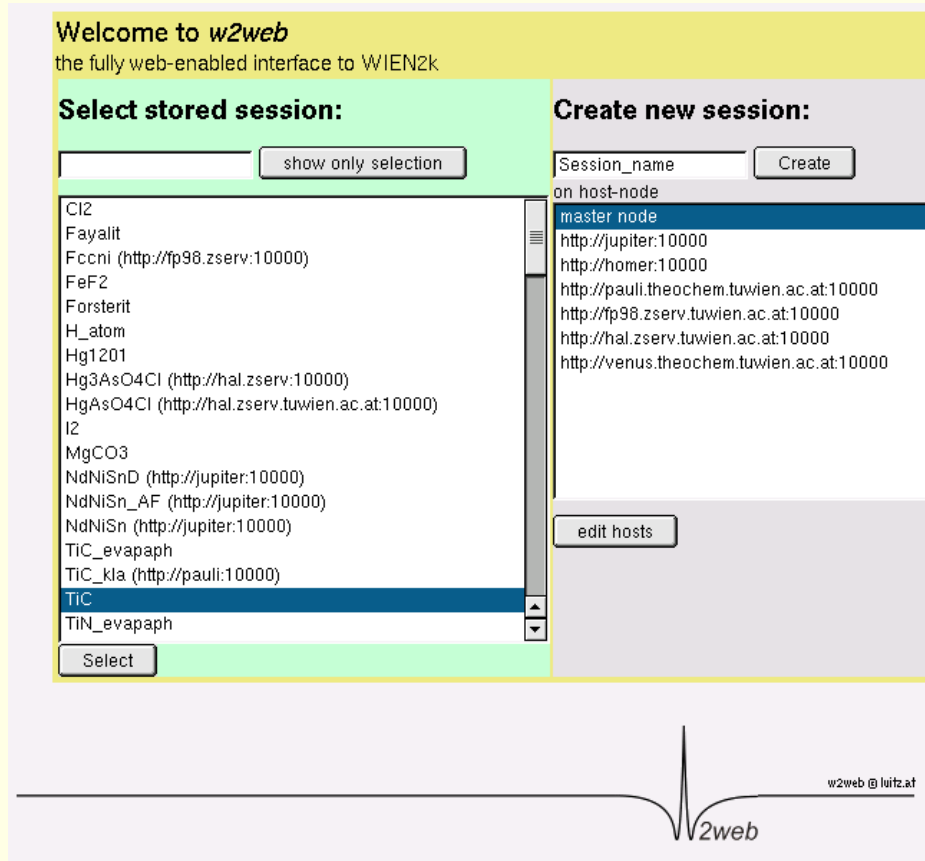 Welcome to w2web
the fully web-enabled interface to WIEN2k
Select stored session:
show only selection
Cl2
Fayalit
Fccni (http://fp98.zserv:10000)
FeF2
Forsterit
H_atom
Hg1201
Hg3AsO4Cl (http://hal.zserv:10000)
HgAsO4Cl (http://hal.zserv.tuwien.ac.at:10000)
I2
MgCO3
NdNiSnD (http://jupiter:10000)
NdNiSn_AF (http://jupiter:10000)
NdNiSn (http://jupiter:10000)
TiC_evapaph
TiC_kla (http://pauli:10000)
TiC
TiN_evapaph
Select
Create new session:
Session_name Create
on host-node
master node
http://jupiter:10000
http://homer:10000
http://pauli.theochem.tuwien.ac.at:10000
http://fp98.zserv.tuwien.ac.at:10000
http://hal.zserv.tuwien.ac.at:10000
http://venus.theochem.tuwien.ac.at:10000
edit hosts
w2web @ luitz.at
2web